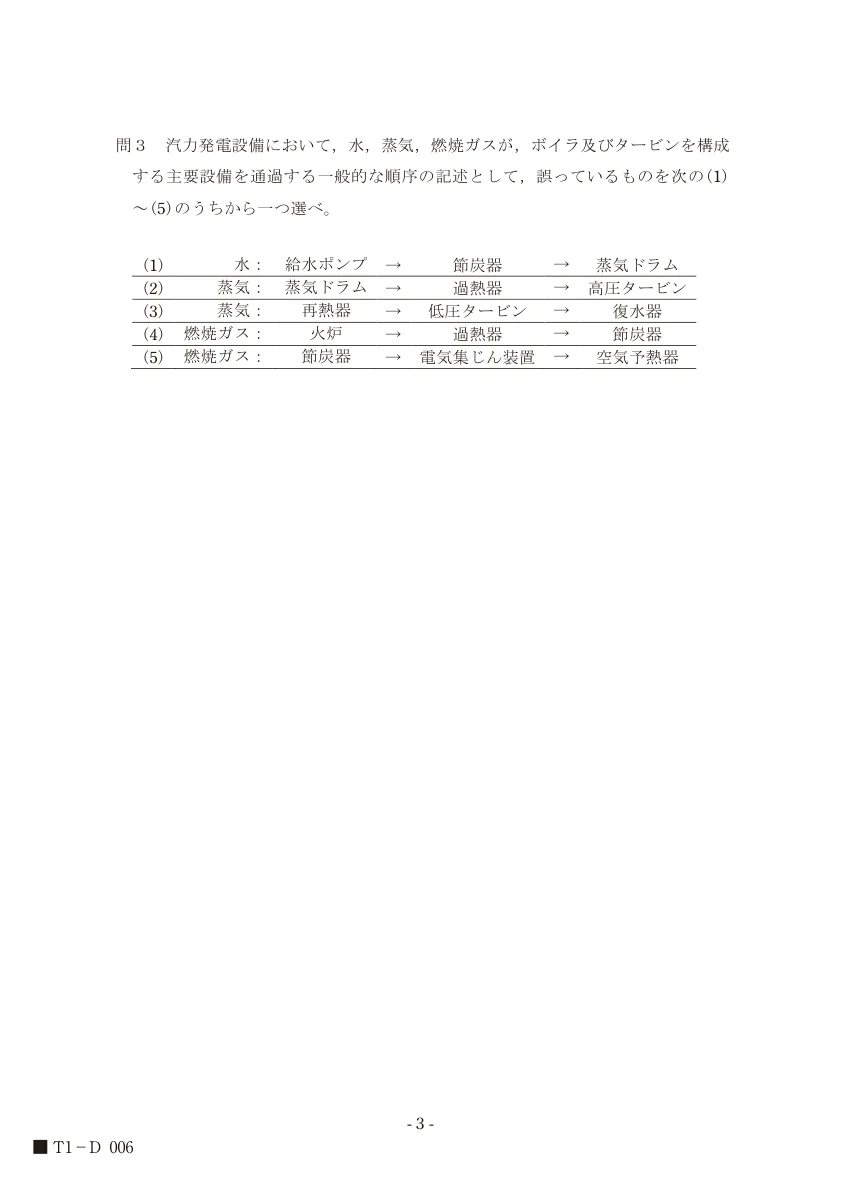 問３　汽力発電設備において，水，蒸気，燃焼ガスが，ボイラ及びタービンを構成
する主要設備を通過する一般的な順序の記述として，誤っているものを次の(1)
～(5)のうちから一つ選べ。
(1)　水：　給水ポンプ　→　節炭器　→　蒸気ドラム
(2)　蒸気：　蒸気ドラム　→　過熱器　→　高圧タービン
(3)　蒸気：　再熱器　→　低圧タービン　→　復水器
(4)　燃焼ガス：　火炉　→　過熱器　→　節炭器
(5)　燃焼ガス：　節炭器　→　電気集じん装置　→　空気予熱器
- 3 -
■ T1－D 006